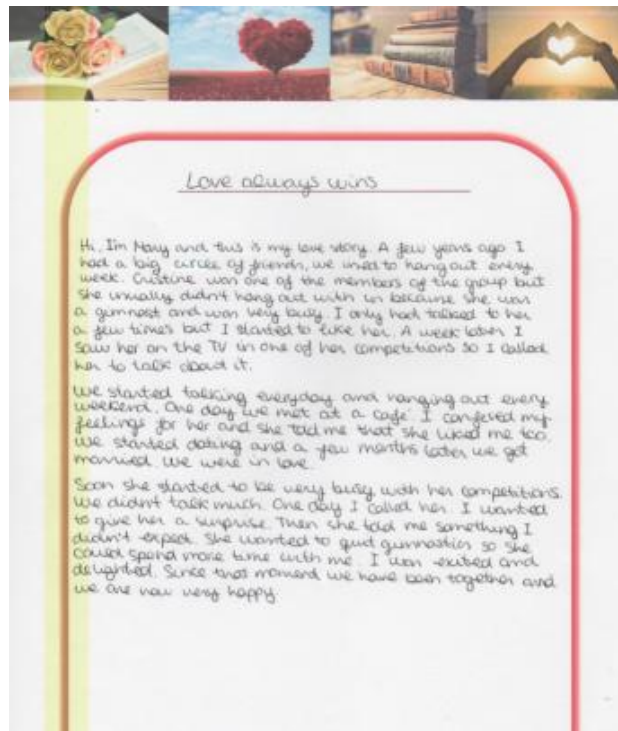 Love always wins
Hi, I'm Mary and this is my love story. A few years ago I
had a big circle of friends, we used to hang out every
week. Cristine was one of the members of the group but
she usually didn't hang out with us because she was
a gymnast and was very busy. I only had talked to her
a few times but I started to like her. A week later I
saw her on the TV in one of her competitions so I called
her to talk about it.
We started talking everyday and hanging out every
weekend. One day we met at a cafe. I confesed my
feelings for her and she told me that she liked me too.
We started dating and a few months later we got
married. We were in love.
Soon she started to be very busy with her competitions.
We didn't talk much. One day I called her. I wanted
to give her a surprise. Then she told me something I
didn't expect. She wanted to quit gymnastics so she
could spend more time with me. I was exited and
delighted. Since that moment we have been together and
we are now very happy.